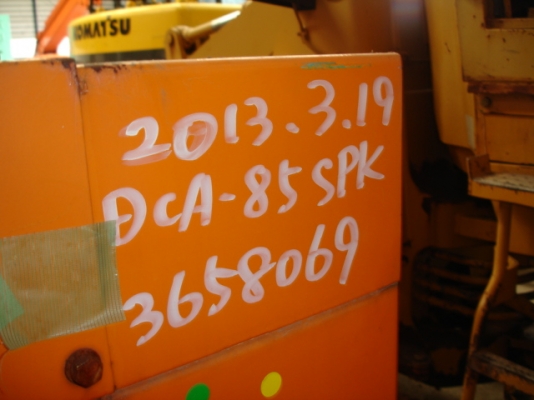 KOMATSU
2013.3.19
DCA-85SPK
3658069